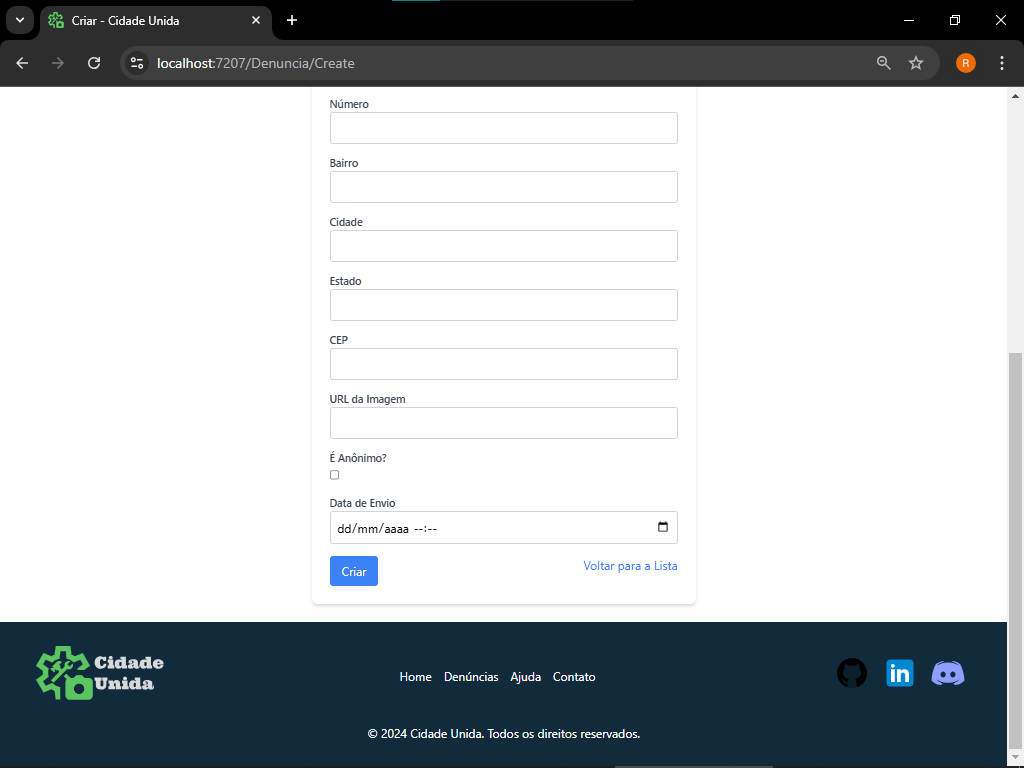 Criar - Cidade Unida
localhost:7207/Denuncia/Create
R
Número
Bairro
Cidade
Estado
CEP
URL da Imagem
É Anônimo?
Data de Envio
dd/mm/aaaa --:--
Criar
Voltar para a Lista
Cidade
Unida
Home Denúncias Ajuda Contato
in
© 2024 Cidade Unida. Todos os direitos reservados.